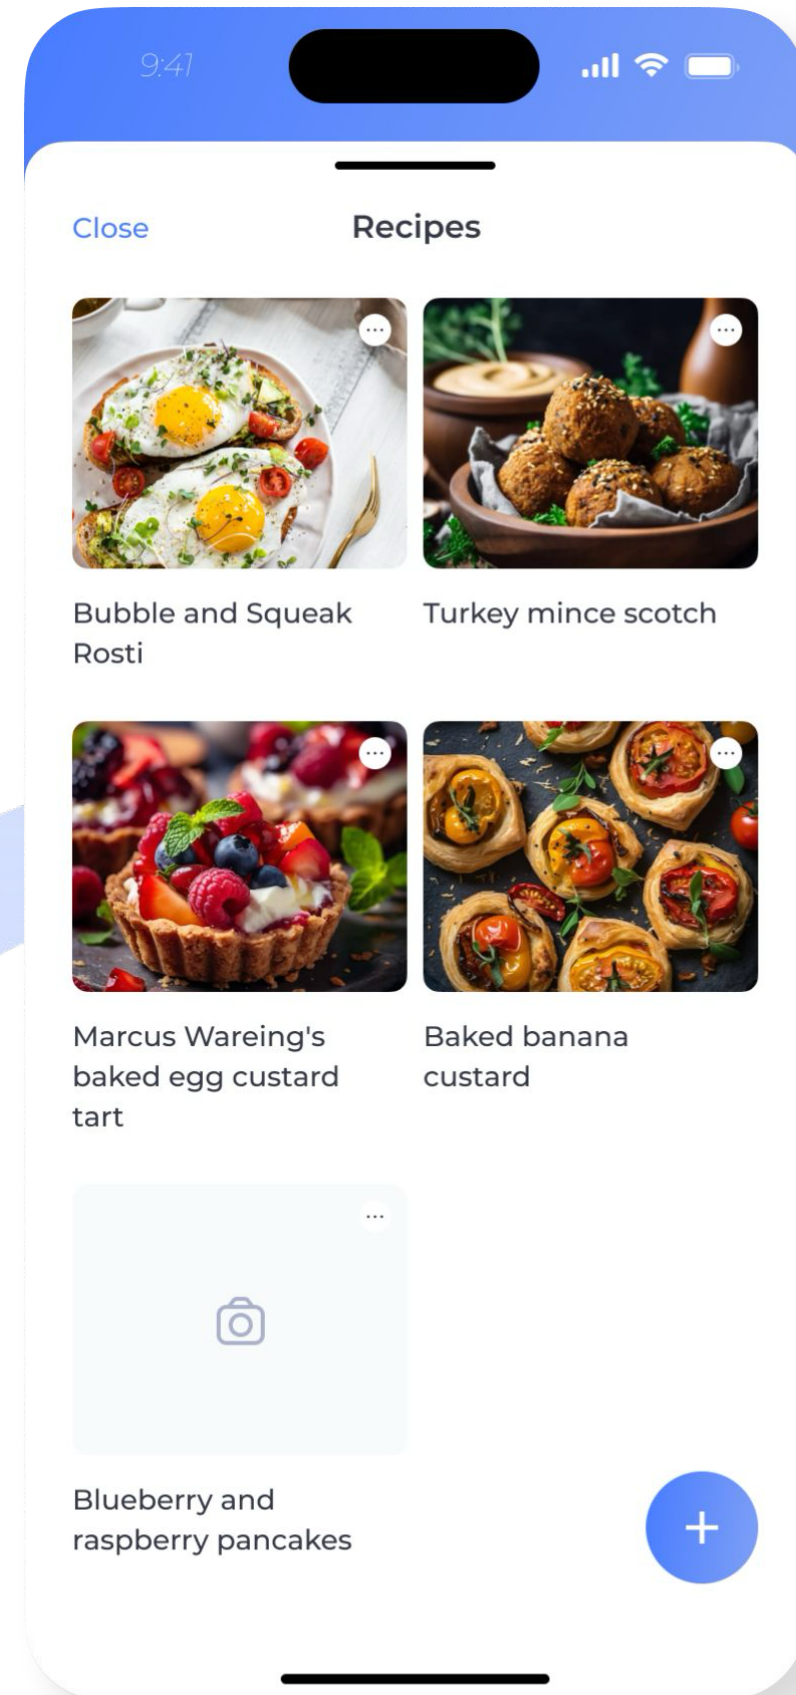 9:41
Close
Recipes
Bubble and Squeak
Rosti
Turkey mince scotch
Marcus Wareing's
baked egg custard
tart
Baked banana
custard
Blueberry and
raspberry pancakes